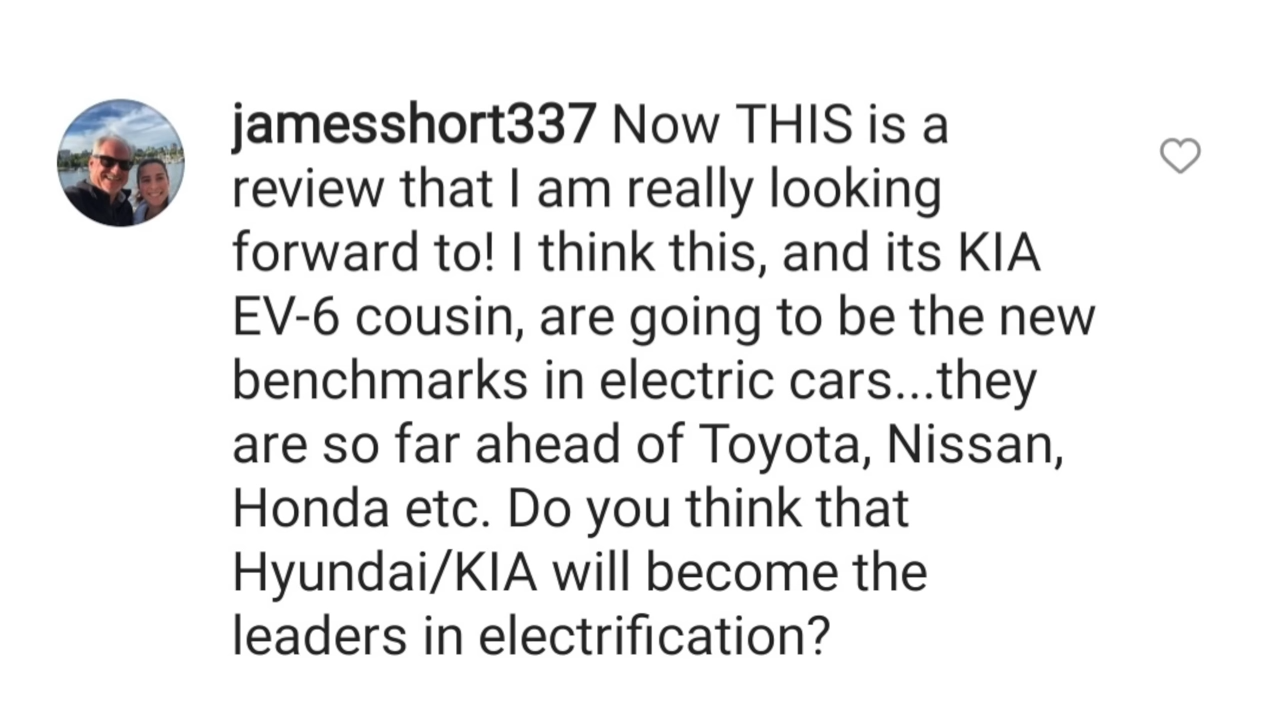 jamesshort337 Now THIS is a
review that I am really looking
forward to! I think this, and its KIA
EV-6 cousin, are going to be the new
benchmarks in electric cars...they
are so far ahead of Toyota, Nissan,
Honda etc. Do you think that
Hyundai/KIA will become the
leaders in electrification?